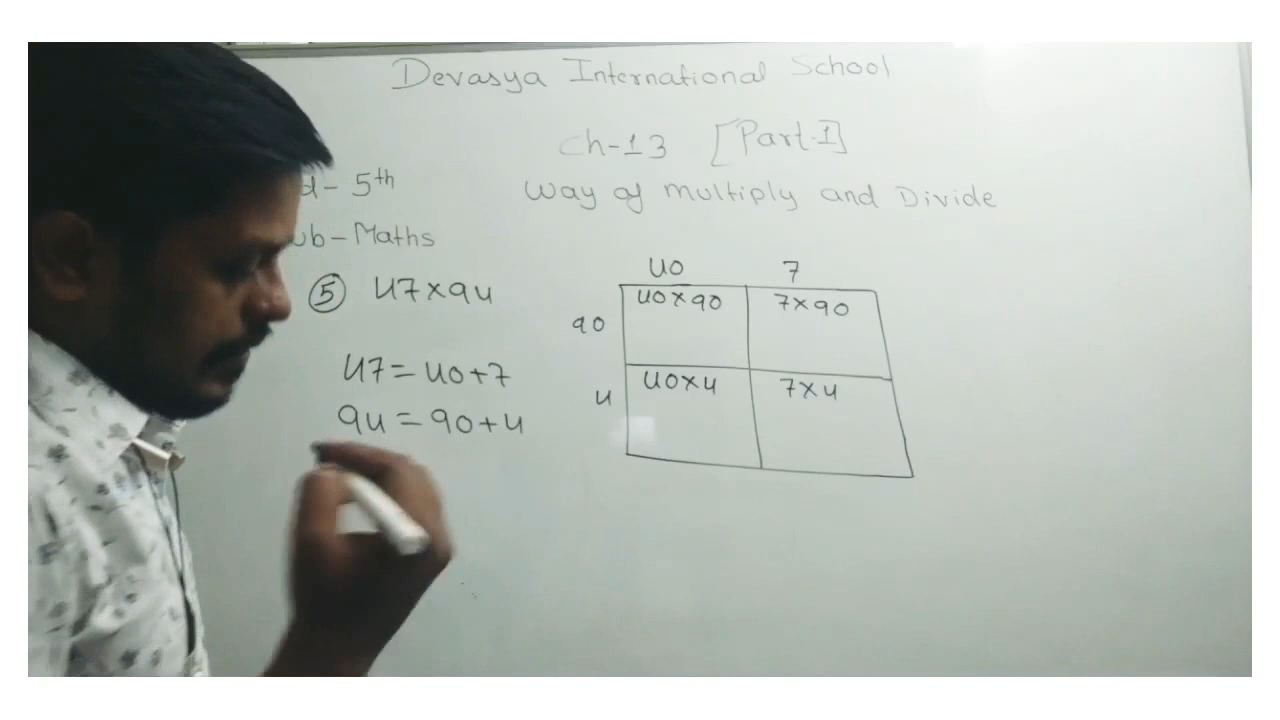 Devasya International School
Ch-13 [Part-1]
d- 5th
Way of multiply and Divide
ub- Maths
5 47×94
40 7
40×90 7×90
90
47=40+7
40×4 7×4
4
94=90+4